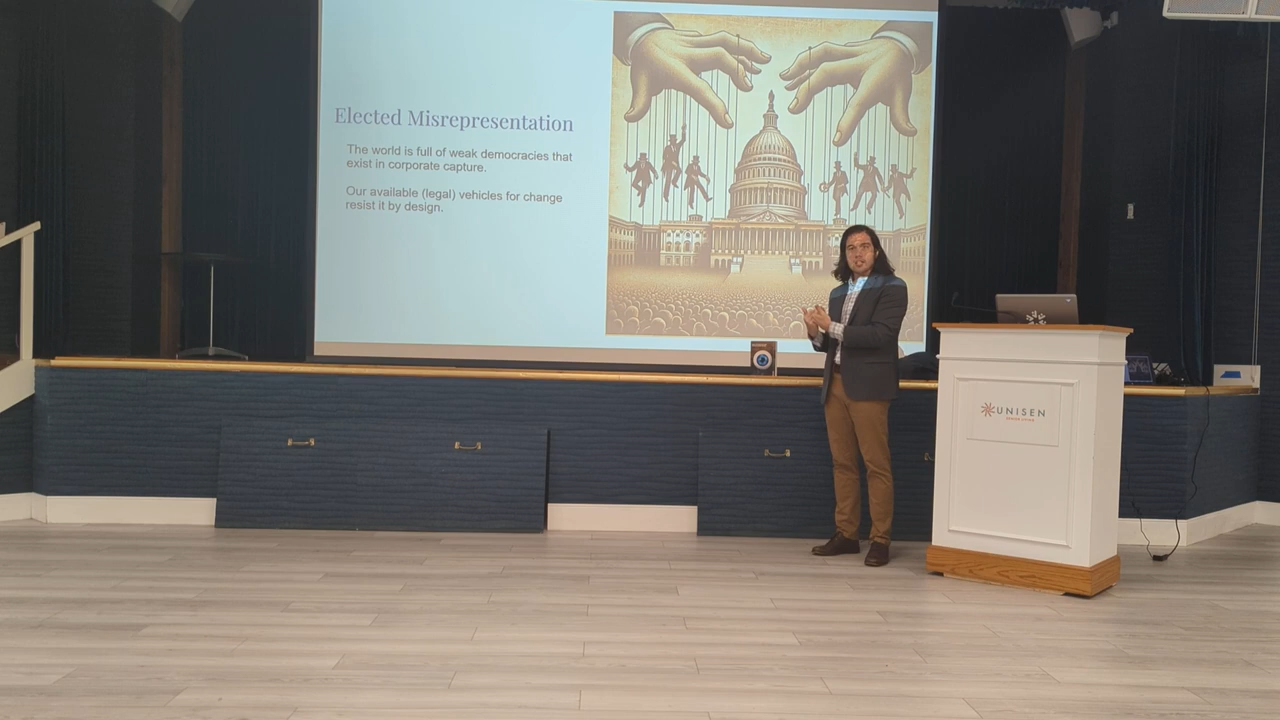 Elected Misrepresentation
The world is full of weak democracies that
exist in corporate capture.
Our available (legal) vehicles for change
resist it by design.
UNISEN